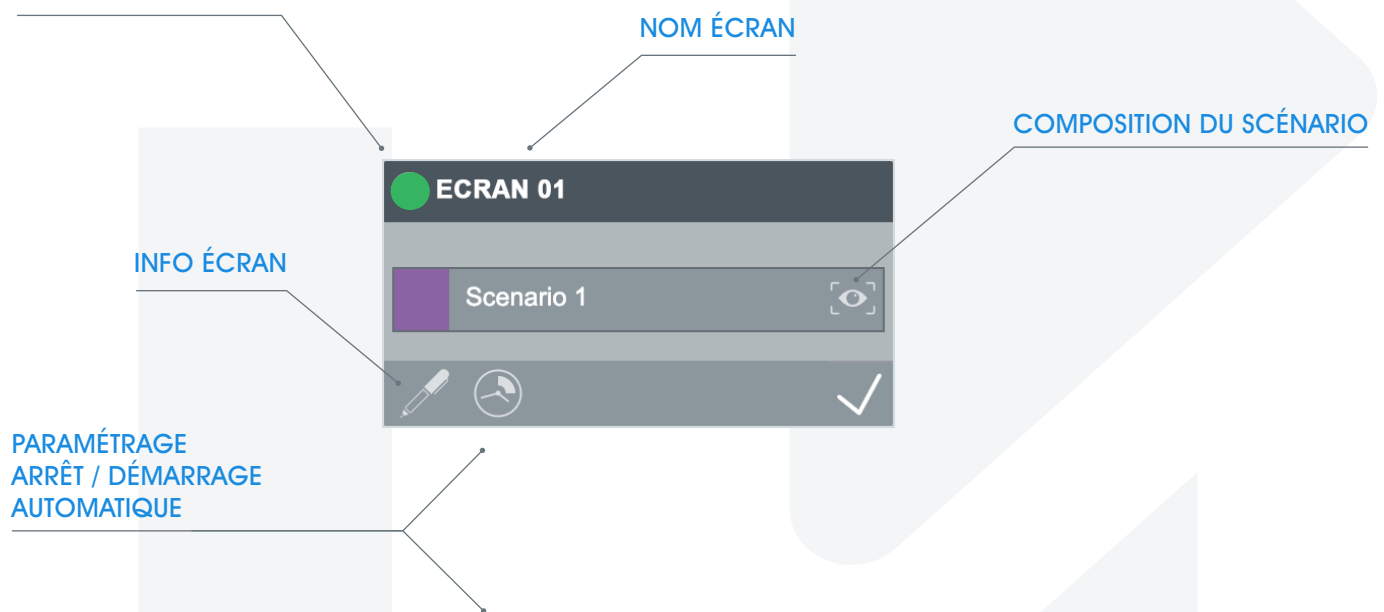 NOM ÉCRAN
COMPOSITION DU SCÉNARIO
ECRAN 01
INFO ÉCRAN
Scenario 1
PARAMÉTRAGE
ARRÊT / DÉMARRAGE
AUTOMATIQUE